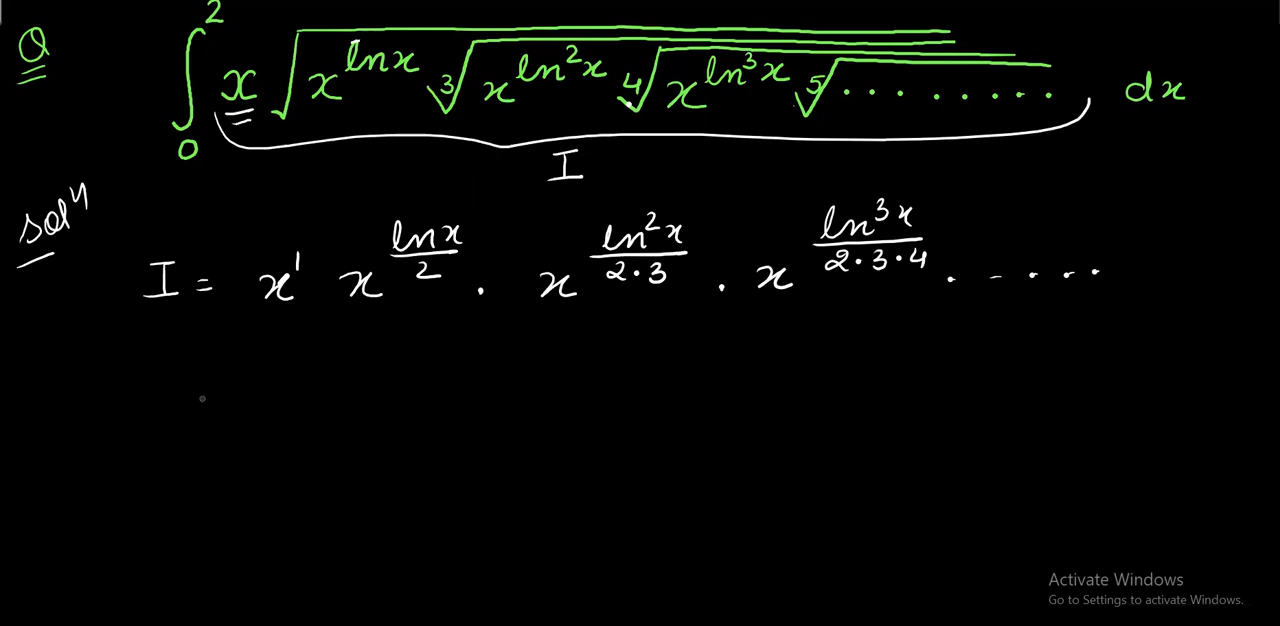 Q ∫₀² x √(x^(ln x) ∛(x^(ln²x) ∜(x^(ln³x) ⁵√(.........)))) dx
I
solⁿ
I = x¹ x^(ln x / 2) . x^(ln²x / 2·3) . x^(ln³x / 2·3·4) . - ....
Activate Windows
Go to Settings to activate Windows.